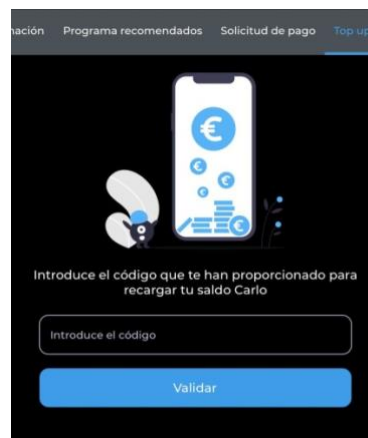 nación Programa recomendados Solicitud de pago Top up
€
€
€
€
€
Introduce el código que te han proporcionado para
recargar tu saldo Carlo
Introduce el código
Validar